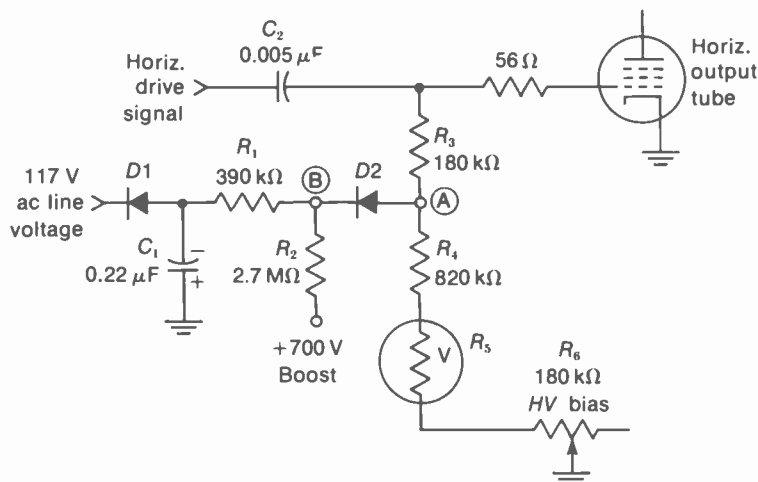 C₂
0.005 μF
Horiz.
drive
signal
56 Ω
Horiz.
output
tube
R₃
180 kΩ
117 V
ac line
voltage
D1
R₁
390 kΩ
B
D2
A
C₁
0.22 μF
−
+
R₂
2.7 MΩ
R₄
820 kΩ
+700 V
Boost
V
R₅
R₆
180 kΩ
HV bias